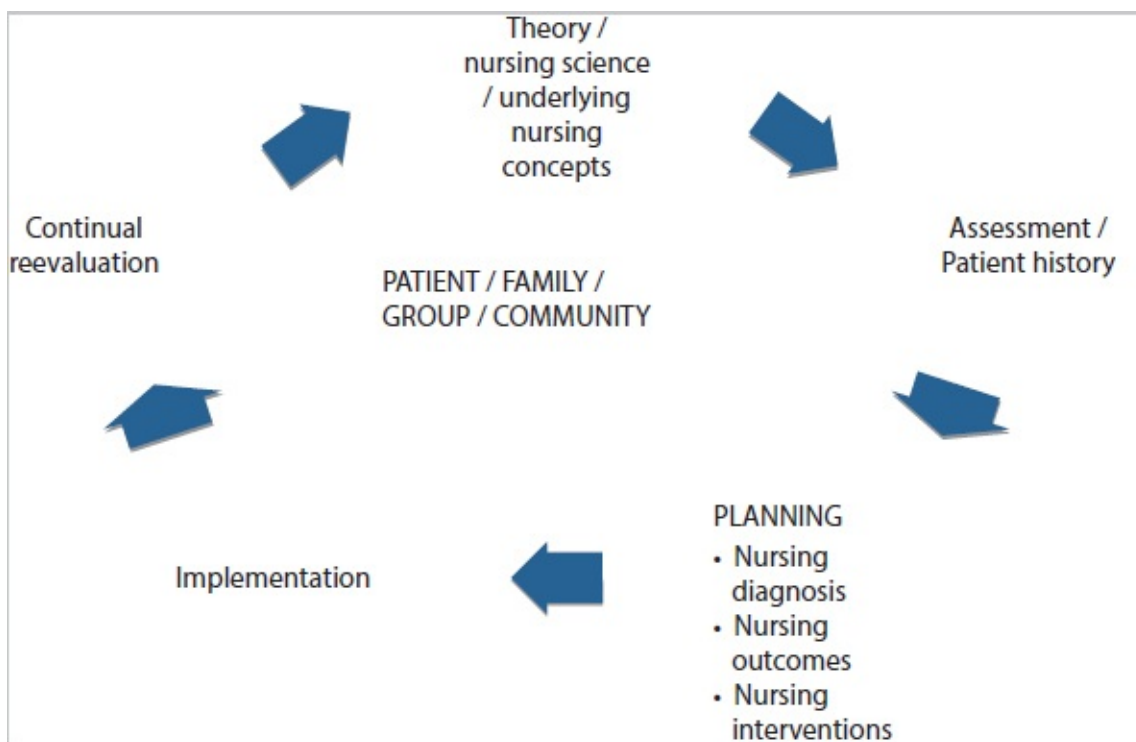 Theory /
nursing science
/ underlying
nursing
concepts
Continual
reevaluation
Assessment /
Patient history
PATIENT / FAMILY /
GROUP / COMMUNITY
Implementation
PLANNING
• Nursing
diagnosis
• Nursing
outcomes
• Nursing
interventions